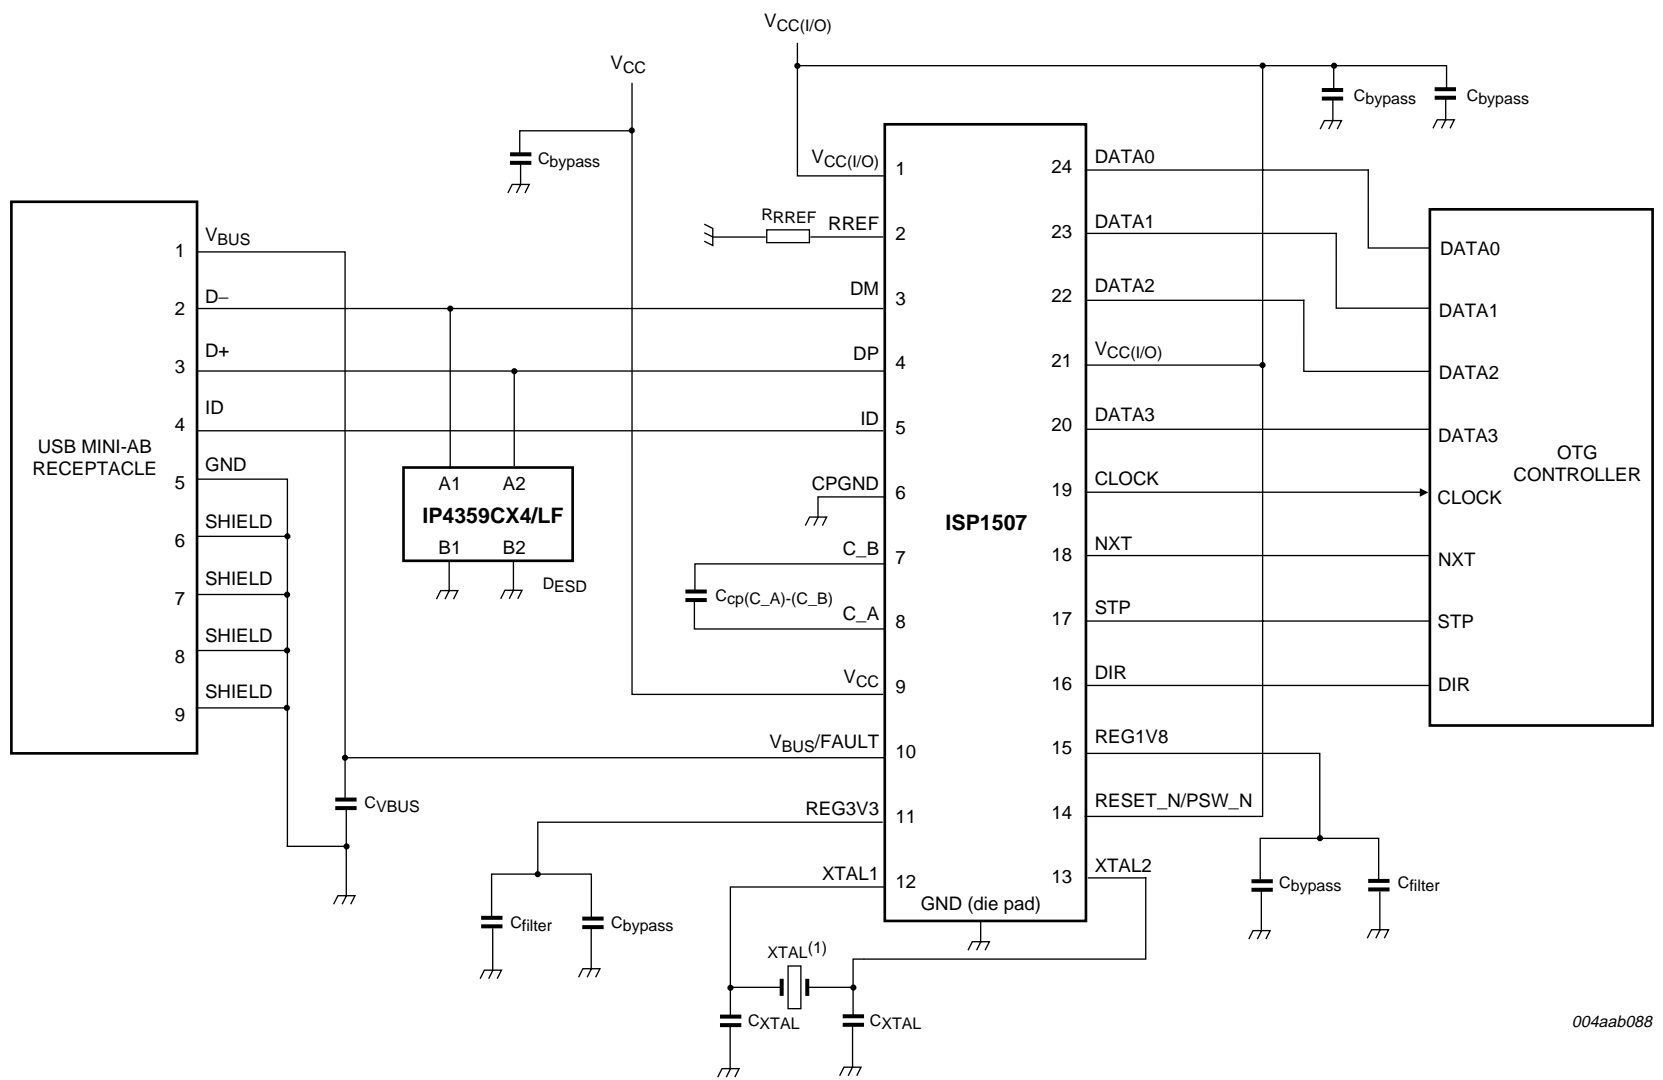 VCC(I/O)
VCC
Cbypass
Cbypass
Cbypass
USB MINI-AB
RECEPTACLE
1
VBUS
2
D–
3
D+
4
ID
5
GND
6
SHIELD
7
SHIELD
8
SHIELD
9
SHIELD
CVBUS
A1
A2
IP4359CX4/LF
B1
B2
DESD
RRREF
Ccp(C_A)-(C_B)
VCC(I/O)
1
RREF
2
DM
3
DP
4
ID
5
CPGND
6
C_B
7
C_A
8
VCC
9
VBUS/FAULT
10
REG3V3
11
XTAL1
12
ISP1507
GND (die pad)
24
DATA0
23
DATA1
22
DATA2
21
VCC(I/O)
20
DATA3
19
CLOCK
18
NXT
17
STP
16
DIR
15
REG1V8
14
RESET_N/PSW_N
13
XTAL2
DATA0
DATA1
DATA2
DATA3
CLOCK
NXT
STP
DIR
OTG
CONTROLLER
Cfilter
Cbypass
Cbypass
Cfilter
XTAL(1)
CXTAL
CXTAL
004aab088